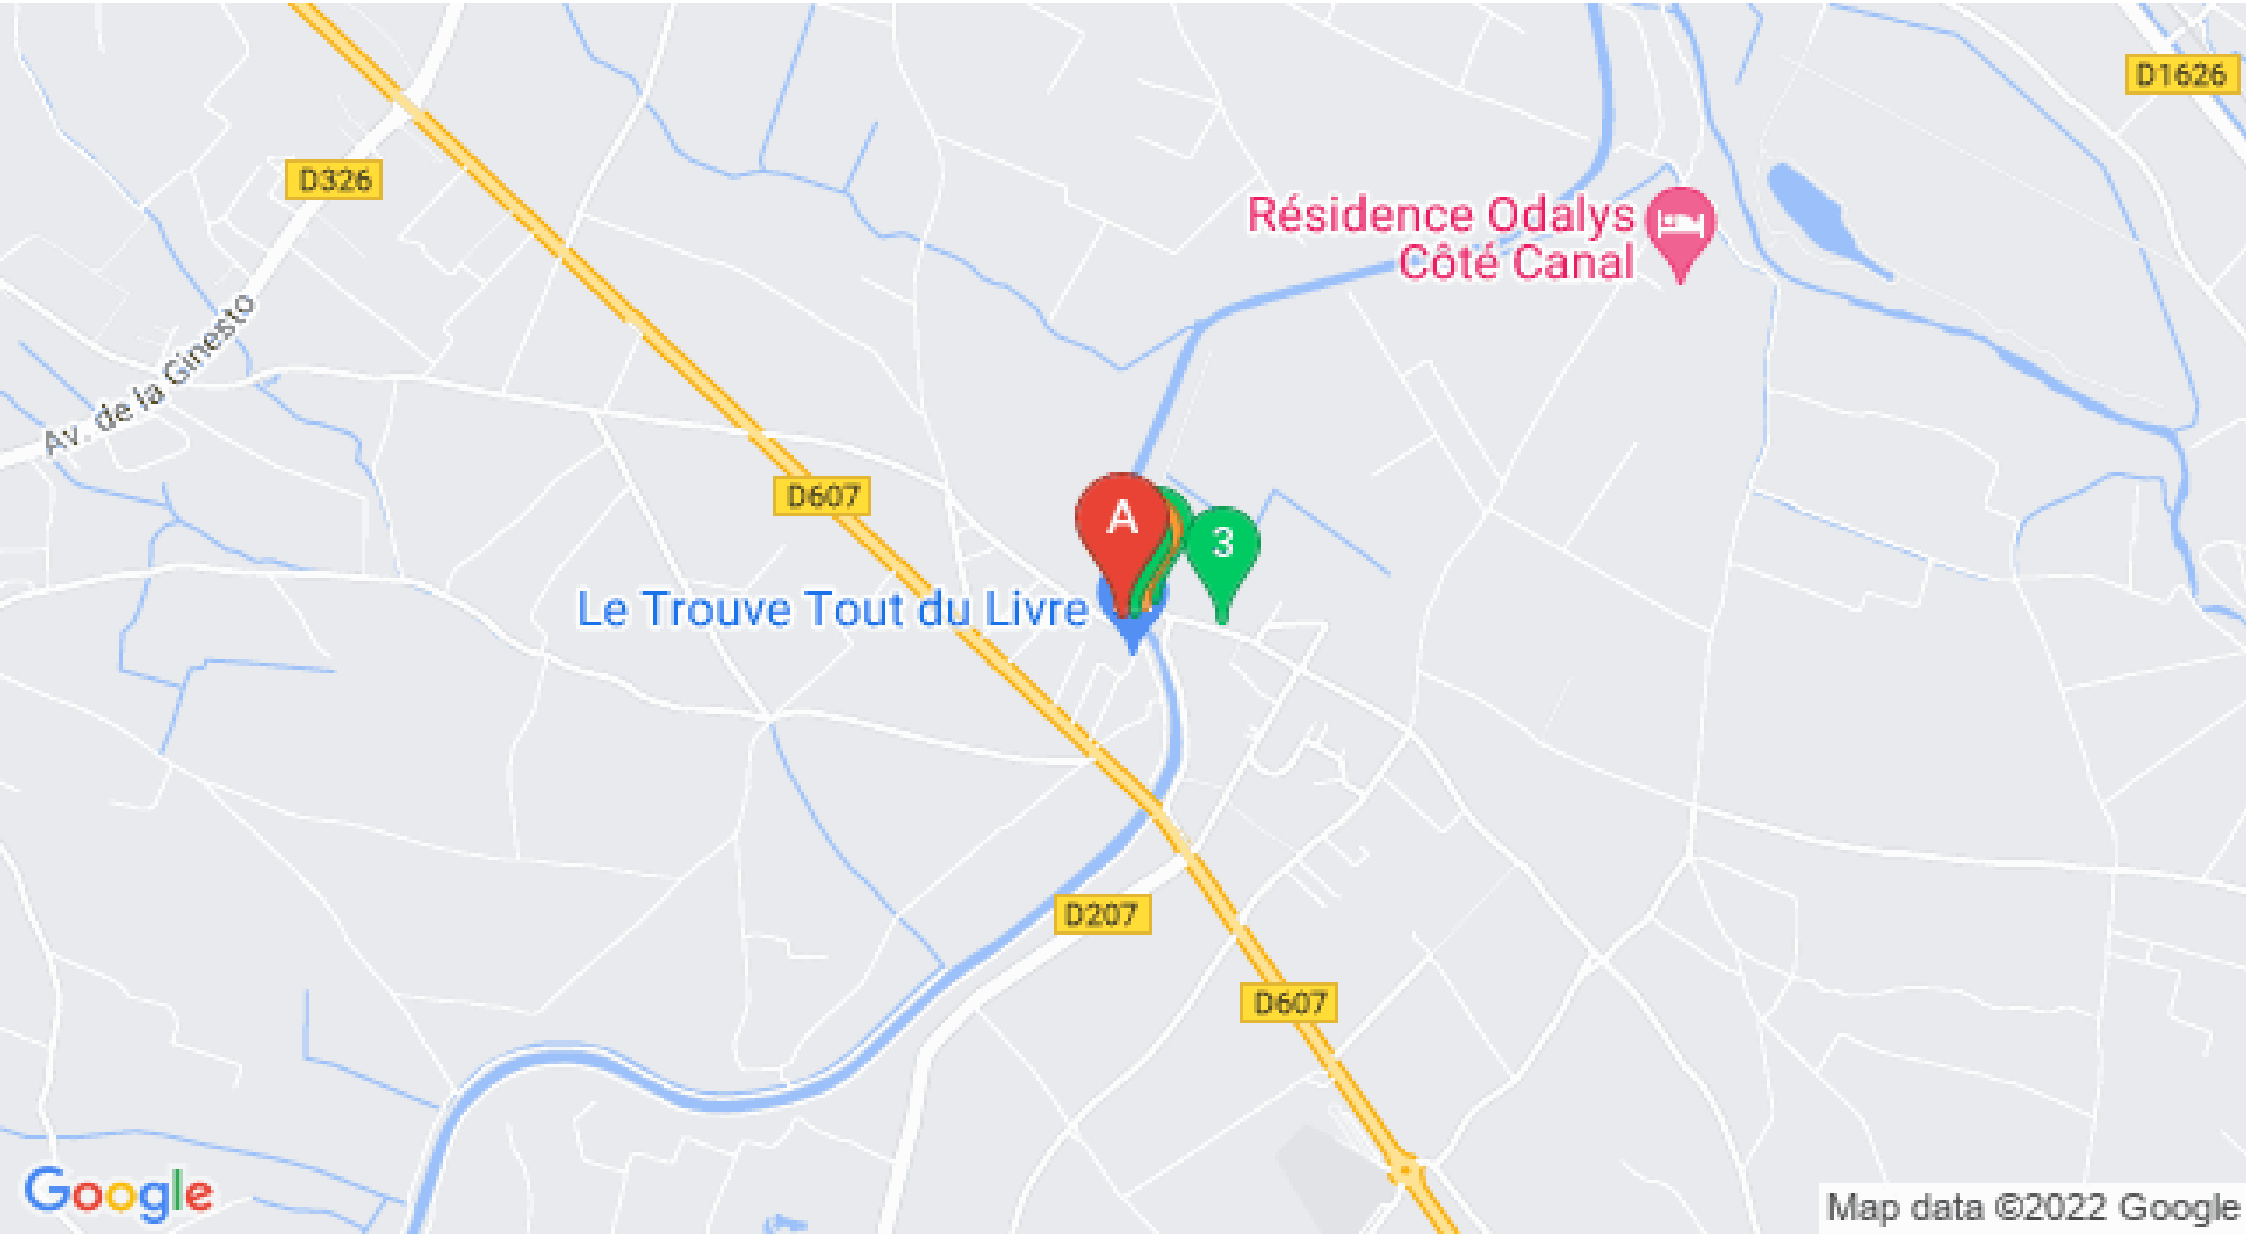 D1626
D326
Résidence Odalys
Côté Canal
Av. de la Ginesto
D607
A
3
Le Trouve Tout du Livre
D207
D607
Google
Map data ©2022 Google